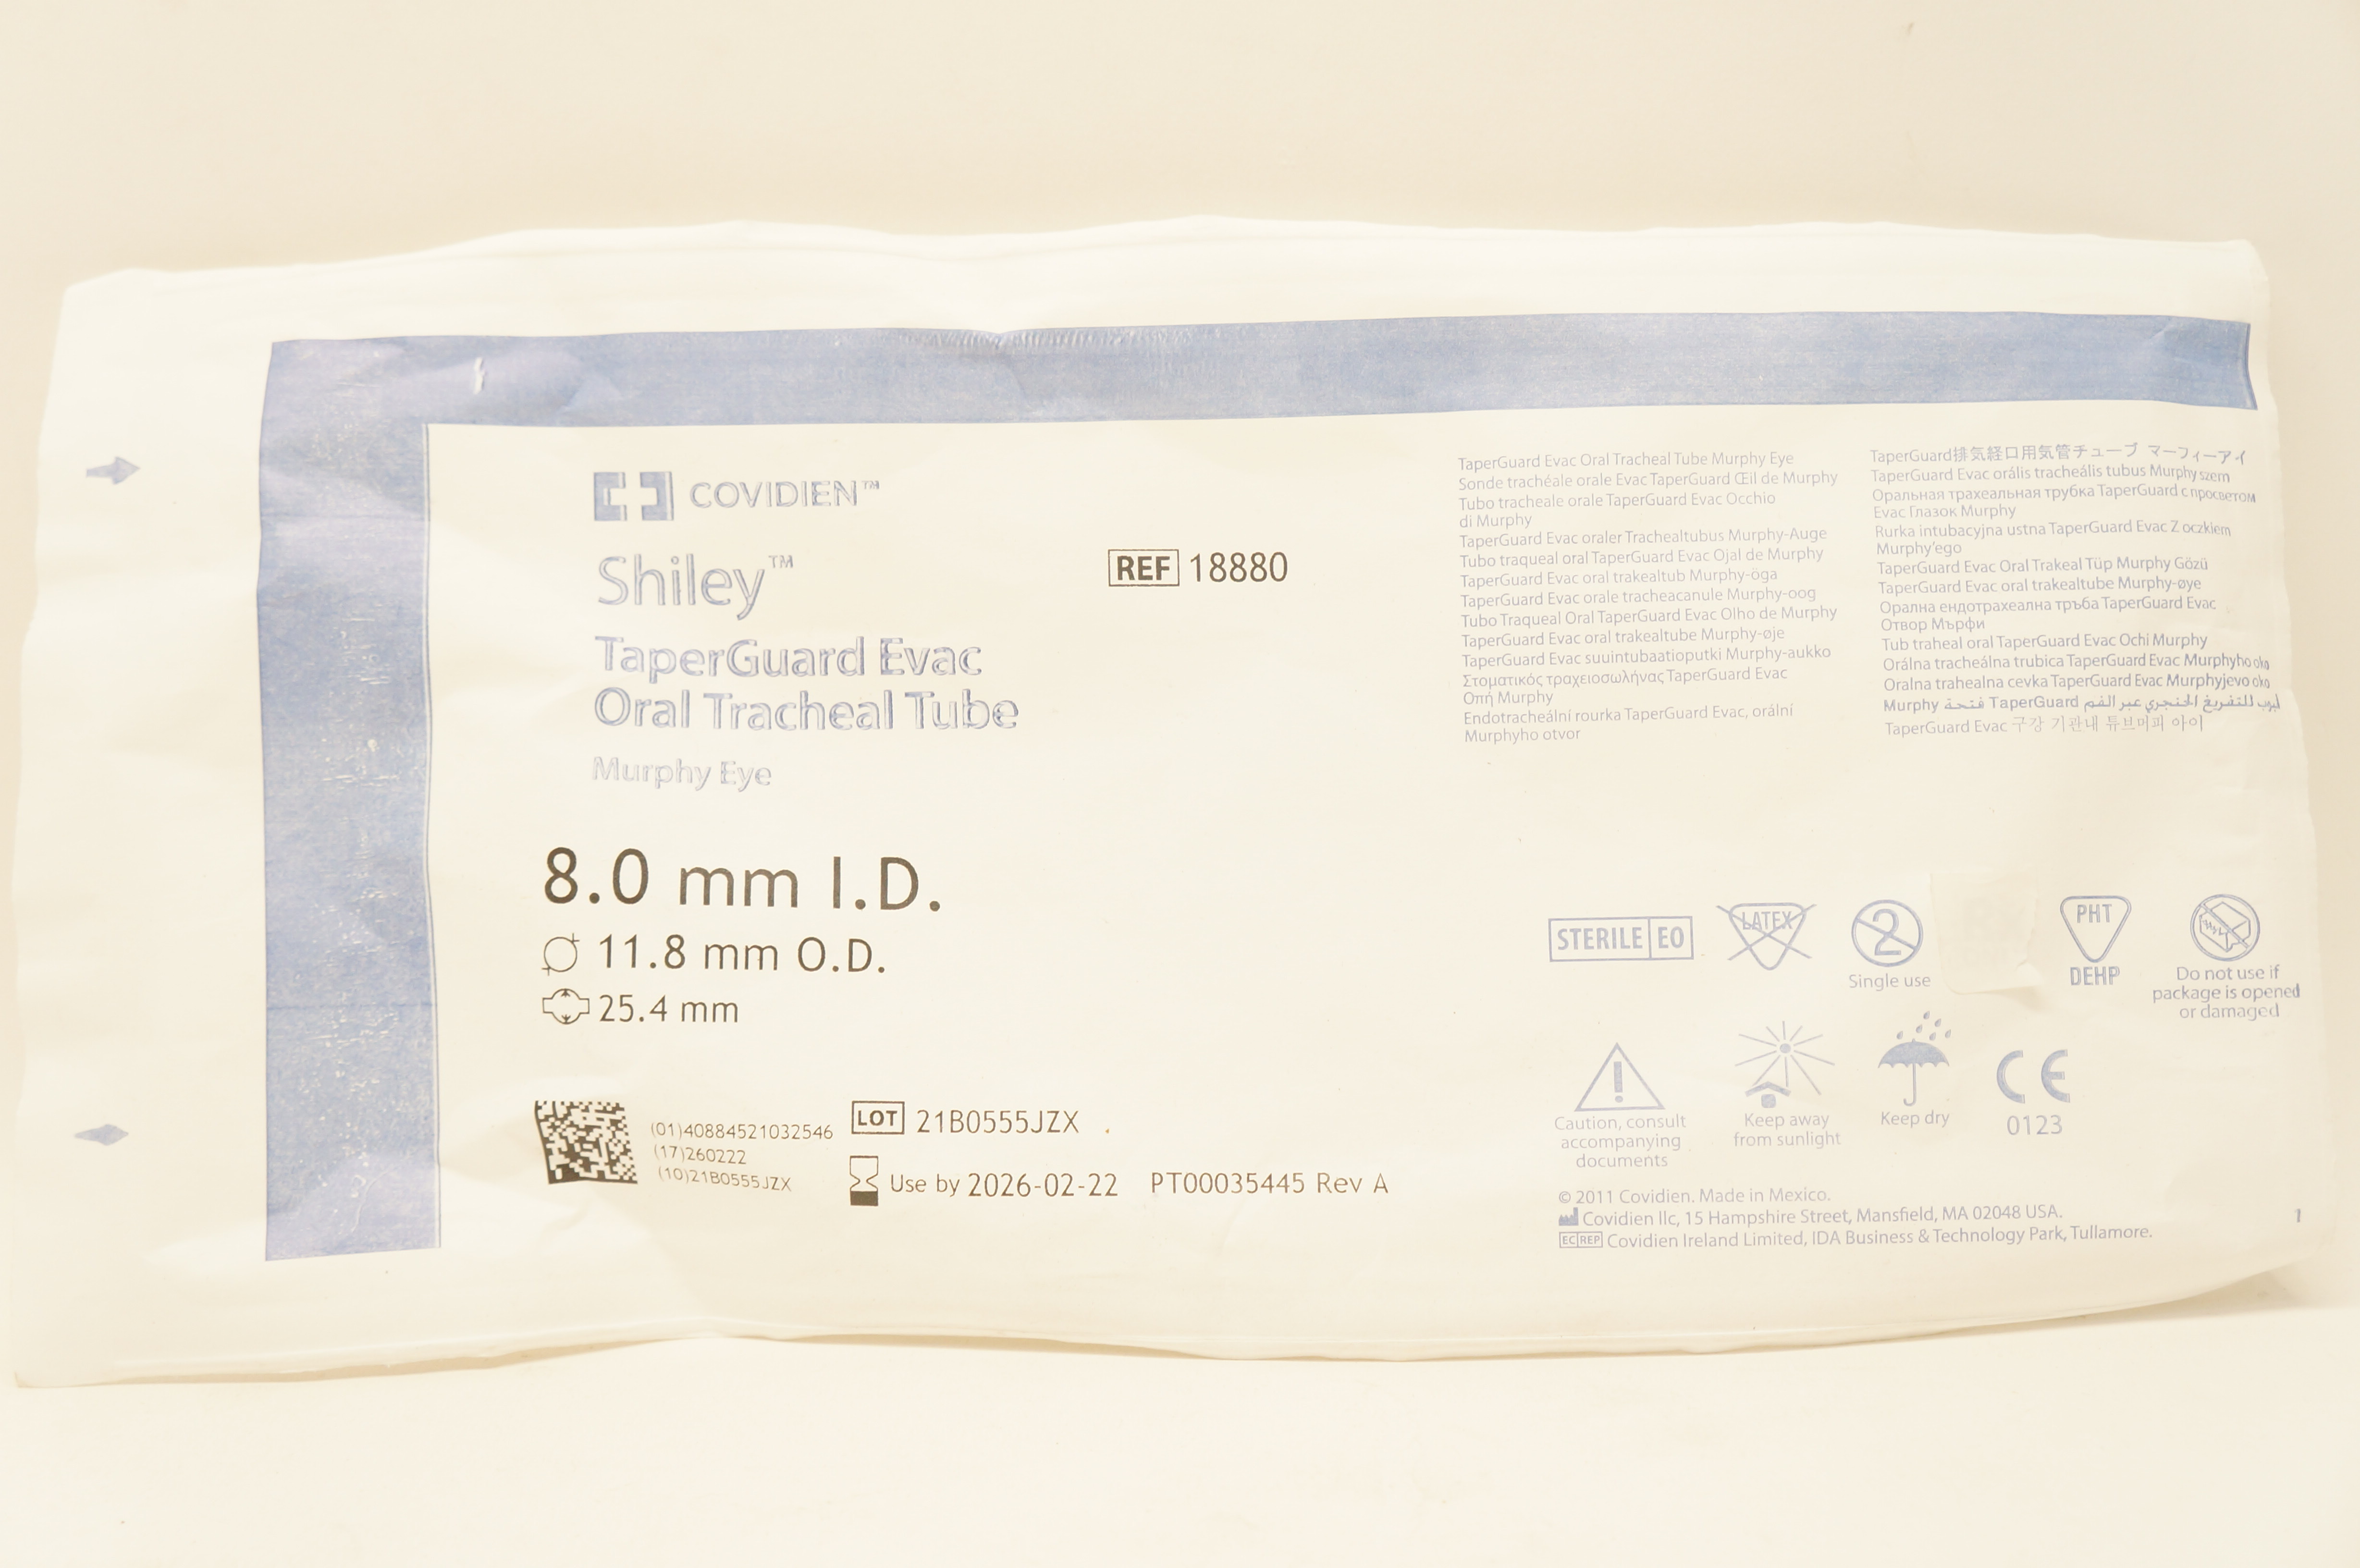 COVIDIEN™
Shiley™
REF 18880
TaperGuard Evac
Oral Tracheal Tube
Murphy Eye
8.0 mm I.D.
11.8 mm O.D.
25.4 mm
(01)40884521032546
(17)260222
(10)21B0555JZX
LOT 21B0555JZX
Use by 2026-02-22 PT00035445 Rev A
TaperGuard Evac Oral Tracheal Tube Murphy Eye
Sonde trachéale orale Evac TaperGuard Œil de Murphy
Tubo tracheale orale TaperGuard Evac Occhio
di Murphy
TaperGuard Evac oraler Trachealtubus Murphy-Auge
Tubo traqueal oral TaperGuard Evac Ojal de Murphy
TaperGuard Evac oral trakealtub Murphy-öga
TaperGuard Evac orale tracheacanule Murphy-oog
Tubo Traqueal Oral TaperGuard Evac Olho de Murphy
TaperGuard Evac oral trakealtube Murphy-øje
TaperGuard Evac suuintubaatioputki Murphy-aukko
Στοματικός τραχειοσωλήνας TaperGuard Evac
Οπή Murphy
Endotracheální rourka TaperGuard Evac, orální
Murphyho otvor
TaperGuard排気経口用気管チューブ マーフィーアイ
TaperGuard Evac orális tracheális tubus Murphy szem
Оральная трахеальная трубка TaperGuard с просветом
Evac Глазок Murphy
Rurka intubacyjna ustna TaperGuard Evac Z oczkiem
Murphy'ego
TaperGuard Evac Oral Trakeal Tüp Murphy Gözü
TaperGuard Evac oral trakealtube Murphy-øye
Орална ендотрахеална тръба TaperGuard Evac
Отвор Мърфи
Tub traheal oral TaperGuard Evac Ochi Murphy
Orálna tracheálna trubica TaperGuard Evac Murphyho oko
Oralna trahealna cevka TaperGuard Evac Murphyjevo oko
أنبوب للتفريغ الحنجري عبر الفم TaperGuard فتحة Murphy
TaperGuard Evac 구강 기관내 튜브머피 아이
STERILE EO
LATEX
2
Single use
PHT
DEHP
Do not use if
package is opened
or damaged
Caution, consult
accompanying
documents
Keep away
from sunlight
Keep dry
CE
0123
© 2011 Covidien. Made in Mexico.
Covidien llc, 15 Hampshire Street, Mansfield, MA 02048 USA.
EC REP Covidien Ireland Limited, IDA Business & Technology Park, Tullamore.
1